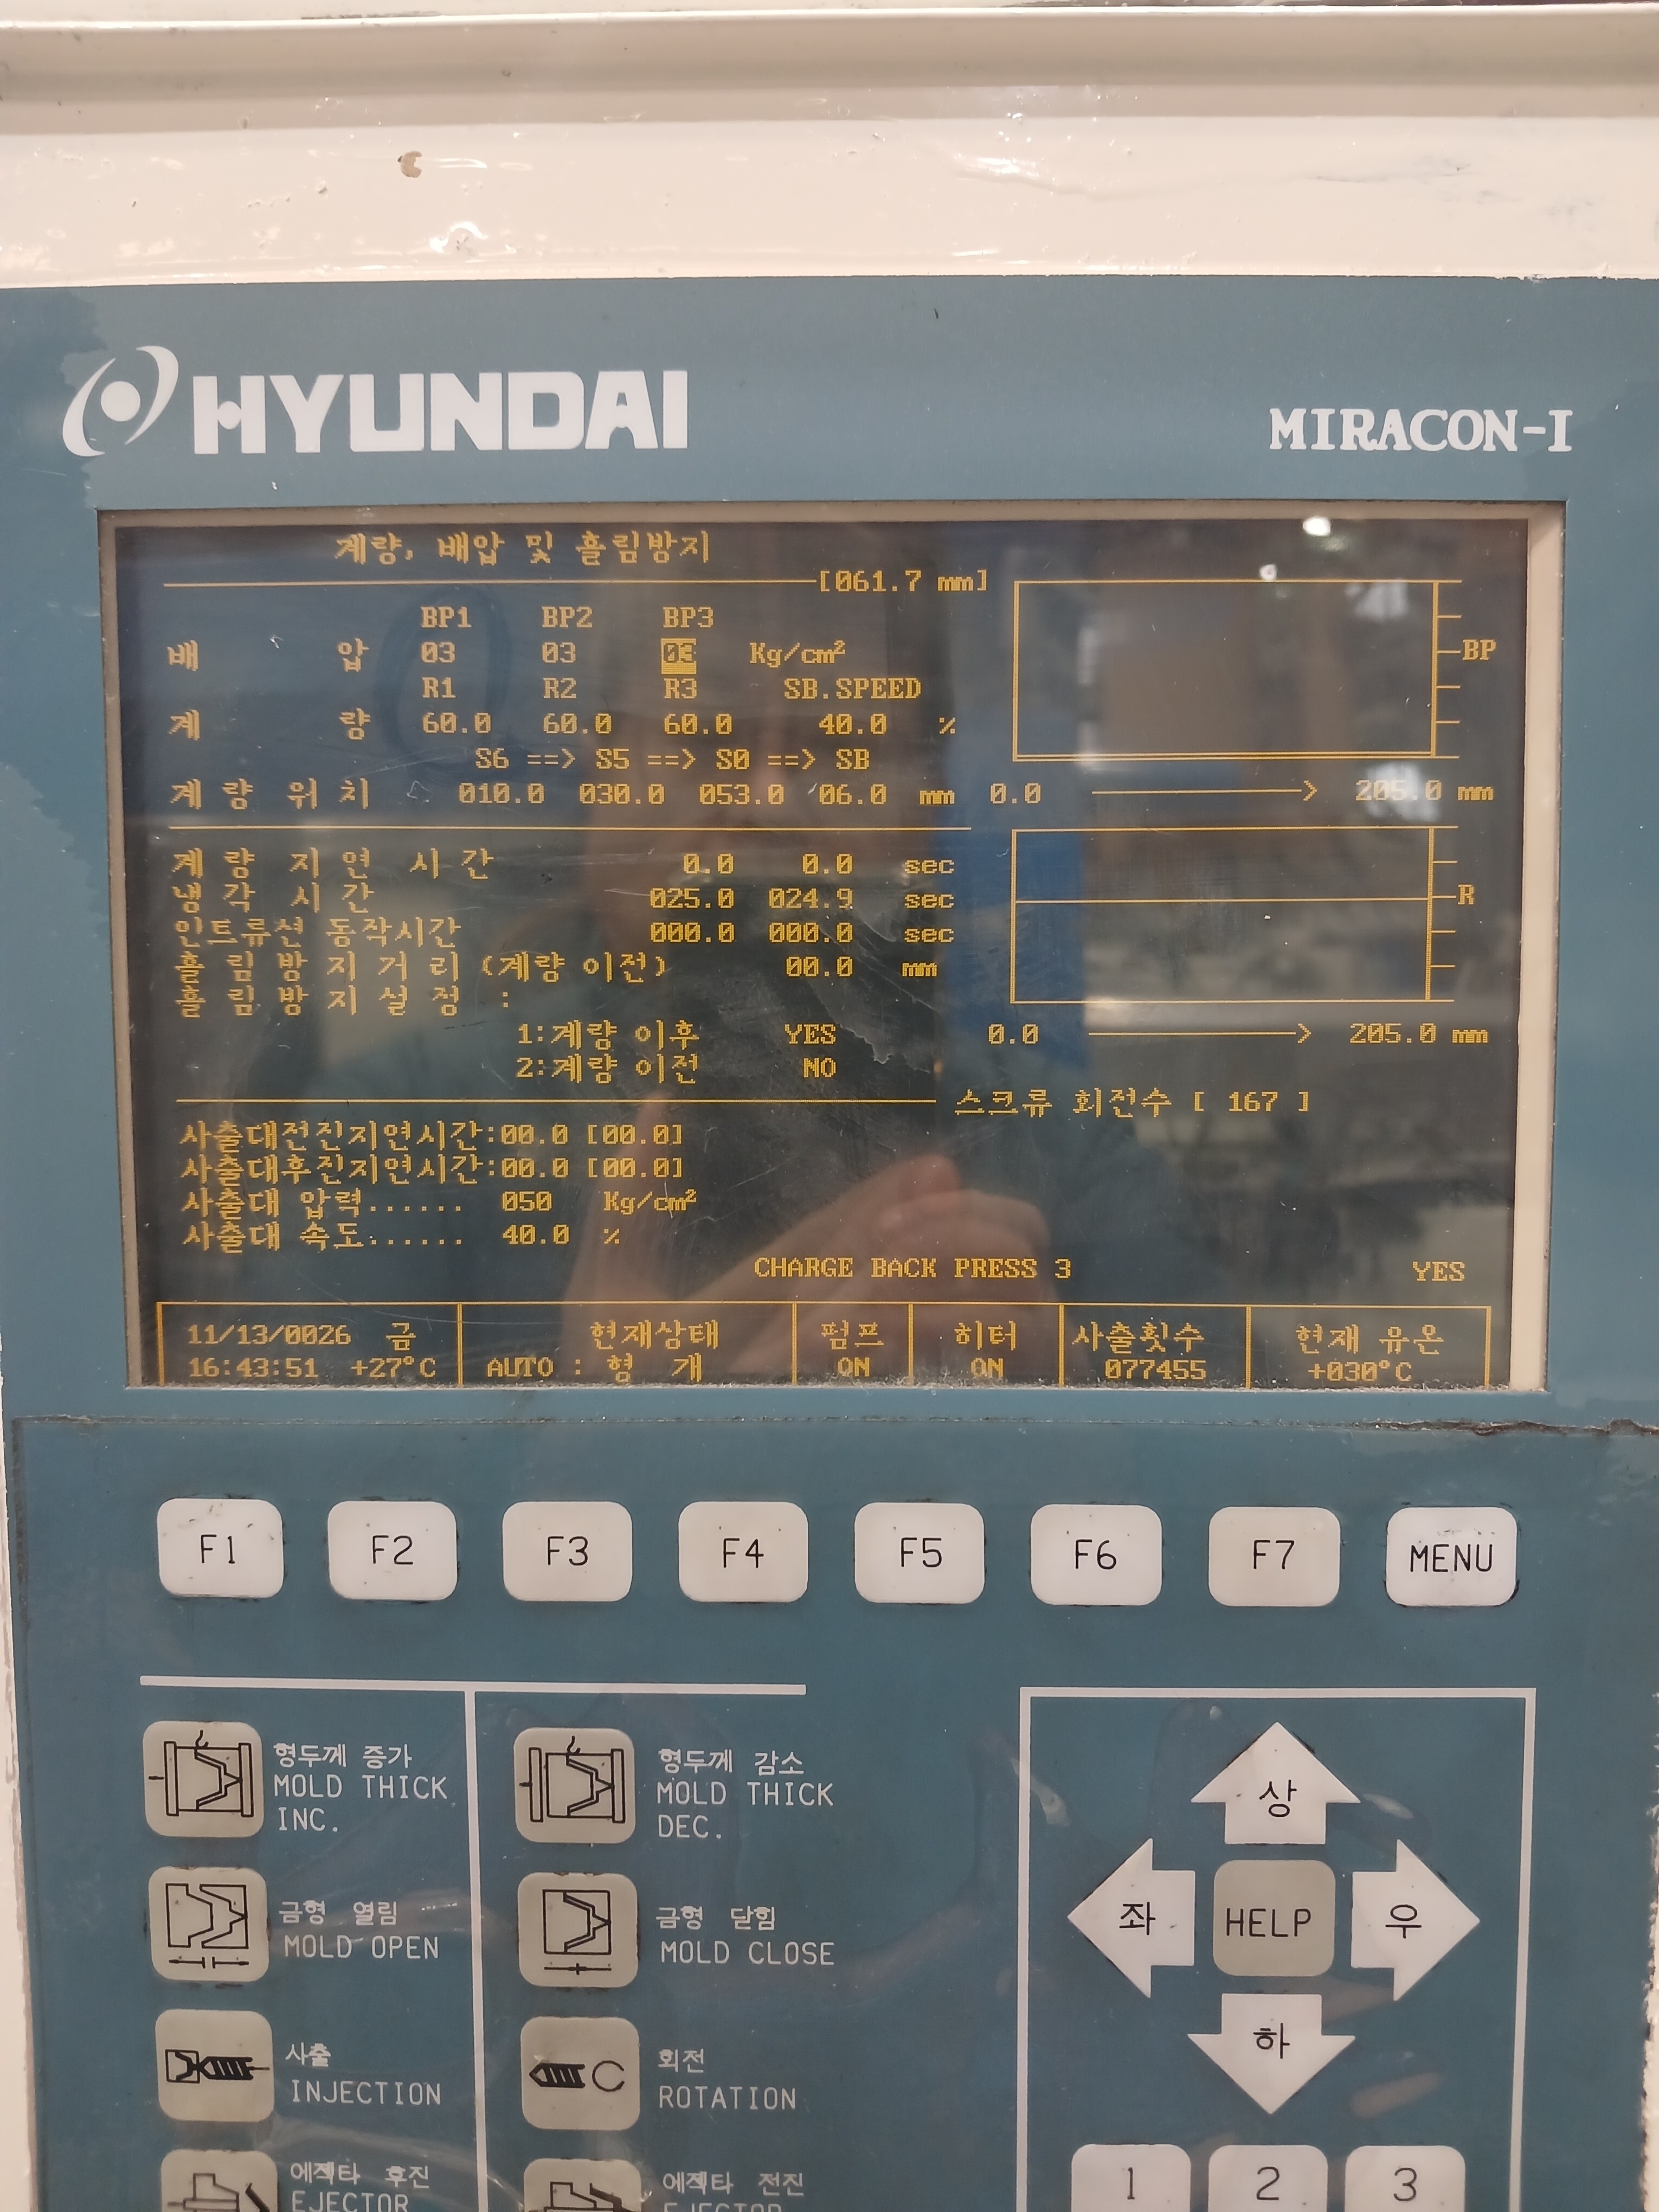 HYUNDAI
MIRACON-I
계량, 배압 및 흘림방지
[061.7 mm]
BP1 BP2 BP3
배 압 03 03 03 Kg/cm²
BP
R1 R2 R3 SB.SPEED
계 량 60.0 60.0 60.0 40.0 %
S6 ==> S5 ==> S0 ==> SB
계 량 위 치 010.0 030.0 053.0 06.0 mm
0.0 ———> 205.0 mm
계 량 지 연 시 간 0.0 0.0 sec
냉 각 시 간 025.0 024.9 sec
R
인트류션 동작시간 000.0 000.0 sec
흘 림 방 지 거 리 (계량 이전) 00.0 mm
흘 림 방 지 설 정 :
1:계량 이후 YES
0.0 ———> 205.0 mm
2:계량 이전 NO
스크류 회전수 [ 167 ]
사출대전진지연시간:00.0 [00.0]
사출대후진지연시간:00.0 [00.0]
사출대 압력...... 050 Kg/cm²
사출대 속도...... 40.0 %
CHARGE BACK PRESS 3 YES
11/13/0026 금 현재상태 펌프 히터 사출횟수 현재 유온
16:43:51 +27°C AUTO : 형 개 ON ON 077455 +030°C
F1 F2 F3 F4 F5 F6 F7 MENU
형두께 증가
MOLD THICK
INC.
형두께 감소
MOLD THICK
DEC.
상
금형 열림
MOLD OPEN
금형 닫힘
MOLD CLOSE
좌 HELP 우
사출
INJECTION
회전
ROTATION
하
에젝타 후진
EJECTOR
에젝타 전진
EJECTOR
1 2 3